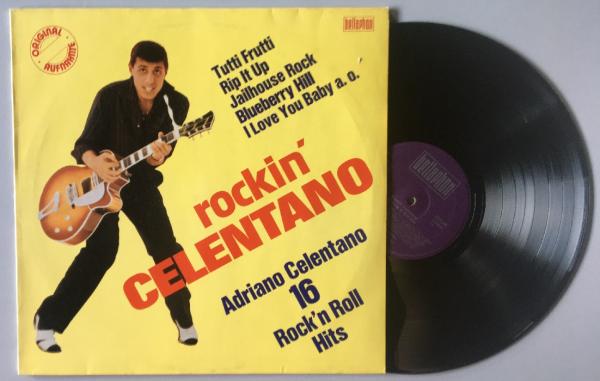 ORIGINAL
AUFNAHME
bellaphon
Tutti Frutti
Rip It Up
Jailhouse Rock
Blueberry Hill
I Love You Baby a. o.
rockin'
CELENTANO
Adriano Celentano
16
Rock'n Roll
Hits
bellaphon